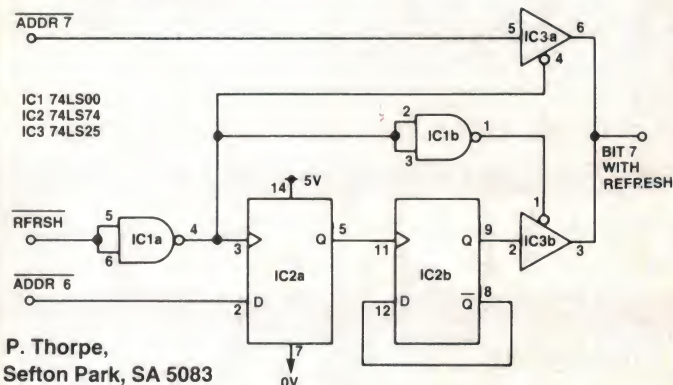 ADDR 7
5
IC3a
6
4
IC1 74LS00
IC2 74LS74
IC3 74LS25
2
IC1b
1
3
BIT 7
WITH
REFRESH
14
5V
1
RFRSH
5
IC1a
4
6
3
Q
5
11
Q
9
2
IC3b
3
IC2a
IC2b
ADDR 6
D
2
D
12
Q
8
7
0V
P. Thorpe,
Sefton Park, SA 5083